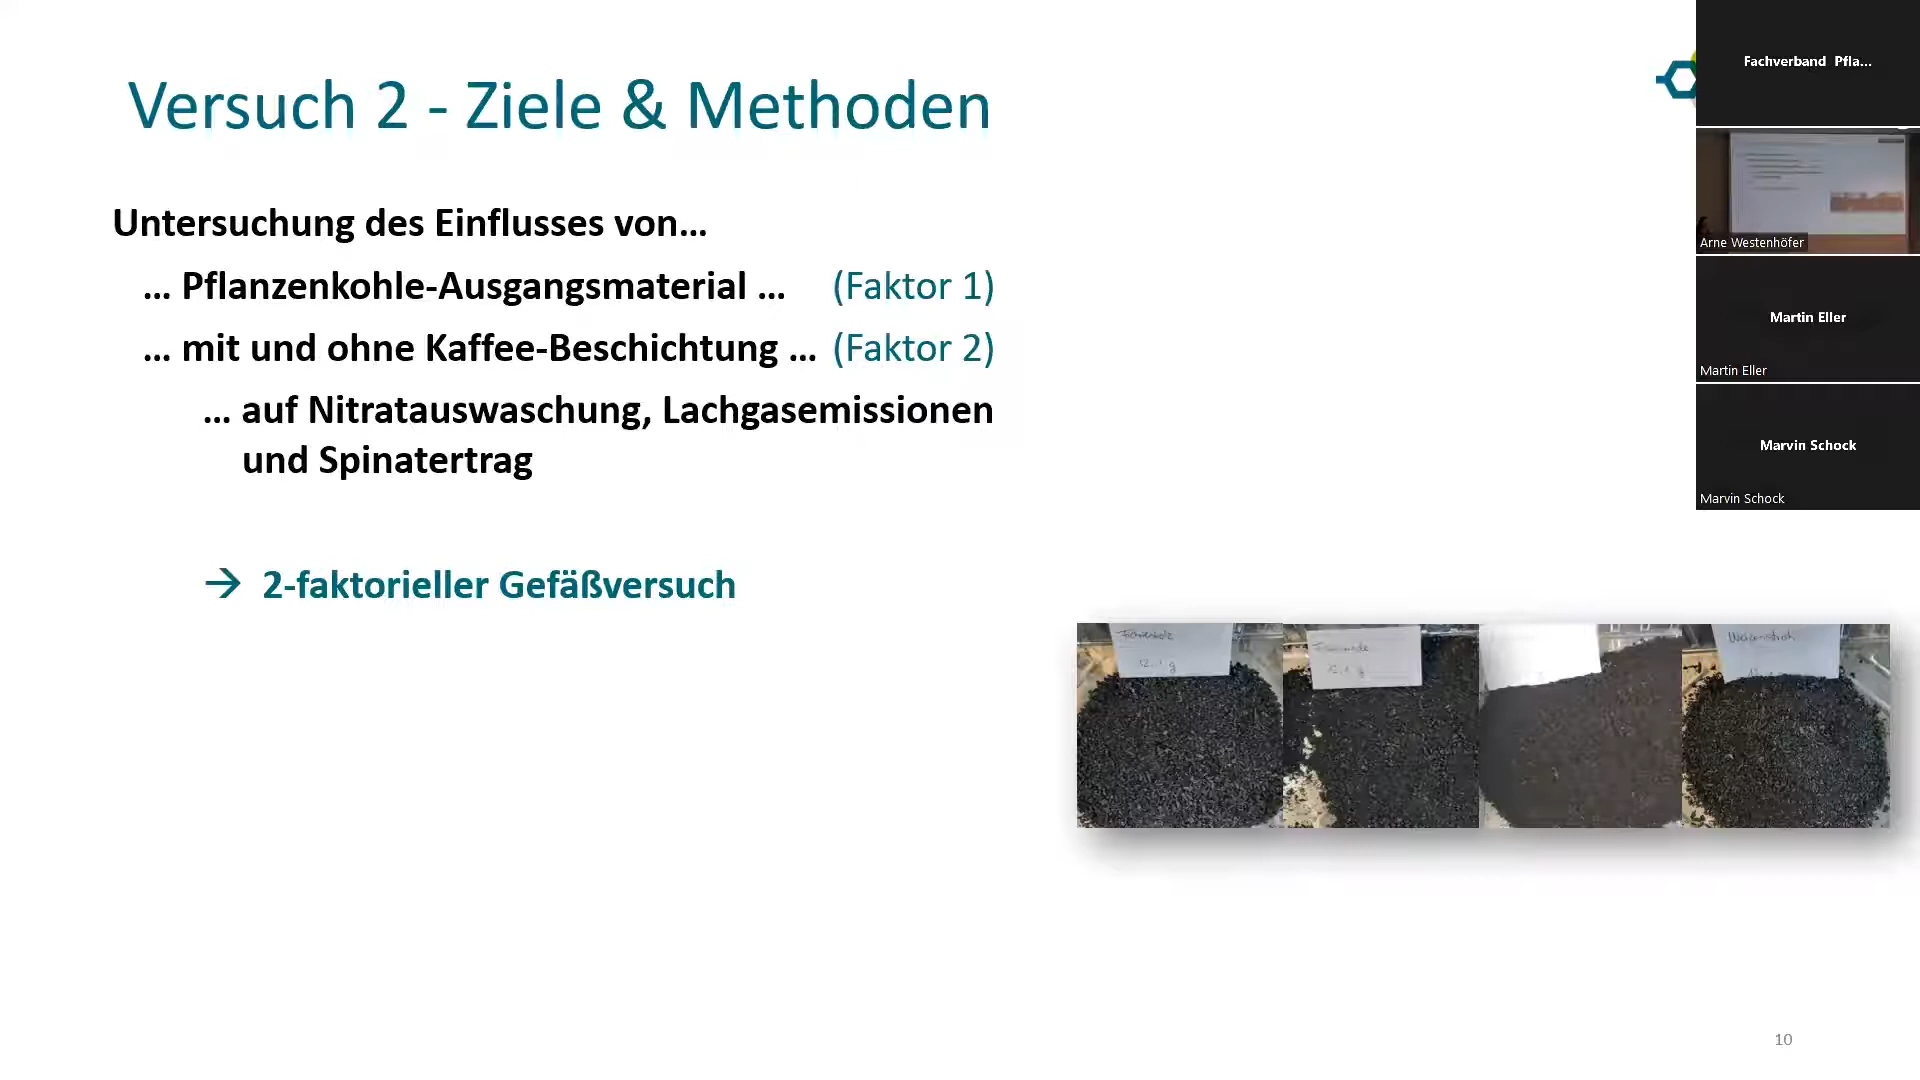 Versuch 2 - Ziele & Methoden
Untersuchung des Einflusses von...
... Pflanzenkohle-Ausgangsmaterial ... (Faktor 1)
... mit und ohne Kaffee-Beschichtung ... (Faktor 2)
... auf Nitratauswaschung, Lachgasemissionen
und Spinatertrag
→ 2-faktorieller Gefäßversuch
10
Fachverband Pfla...
Arne Westenhöfer
Martin Eller
Martin Eller
Marvin Schock
Marvin Schock